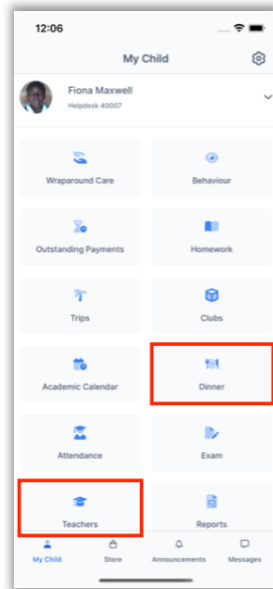 12:06
My Child
Fiona Maxwell
Helpdesk 40007
Wraparound Care
Behaviour
Outstanding Payments
Homework
Trips
Clubs
Academic Calendar
Dinner
Attendance
Exam
Teachers
Reports
My Child
Store
Announcements
Messages